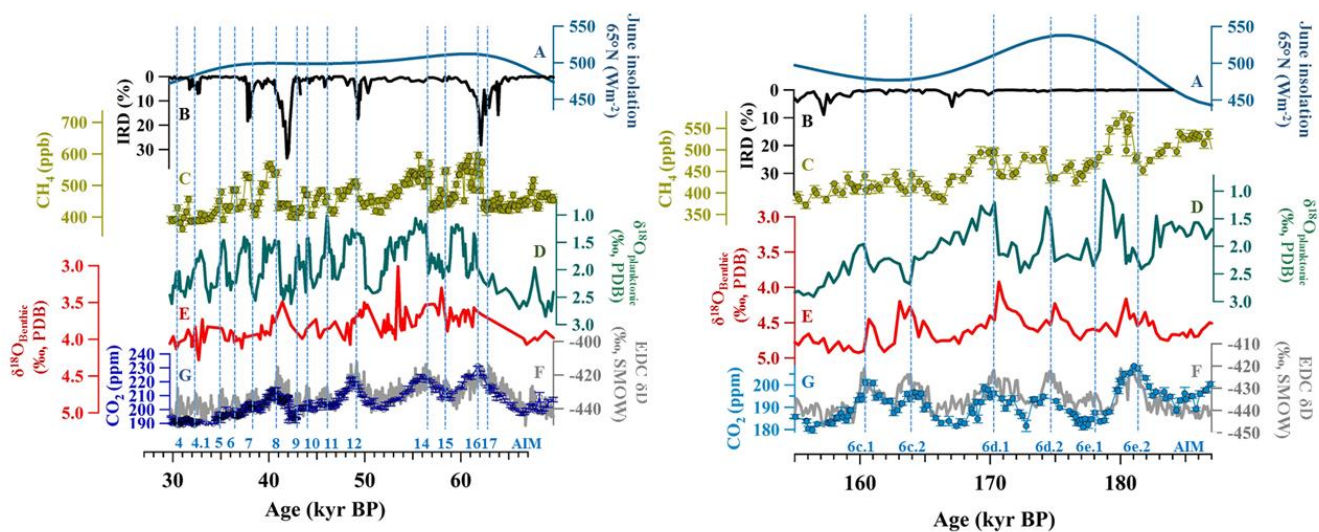 550
500
450
June insolation
65°N (Wm-2)
A
0
10
20
30
IRD (%)
B
700
600
500
400
CH4 (ppb)
C
1.0
1.5
2.0
2.5
3.0
δ18Oplanktonic
(‰, PDB)
D
3.0
3.5
4.0
4.5
5.0
δ18OBenthic
(‰, PDB)
E
-400
-420
-440
EDC δD
(‰, SMOW)
F
240
230
220
210
200
190
CO2 (ppm)
G
4 4.1 5 6 7 8 9 10 11 12 14 15 16 17 AIM
30 40 50 60
Age (kyr BP)
550
500
450
June insolation
65°N (Wm-2)
A
0
10
20
30
IRD (%)
B
550
500
450
400
350
CH4 (ppb)
C
1.0
1.5
2.0
2.5
3.0
δ18Oplanktonic
(‰, PDB)
D
3.0
3.5
4.0
4.5
5.0
δ18OBenthic
(‰, PDB)
E
-410
-420
-430
-440
-450
EDC δD
(‰, SMOW)
F
200
190
180
CO2 (ppm)
G
6c.1 6c.2 6d.1 6d.2 6e.1 6e.2 AIM
160 170 180
Age (kyr BP)